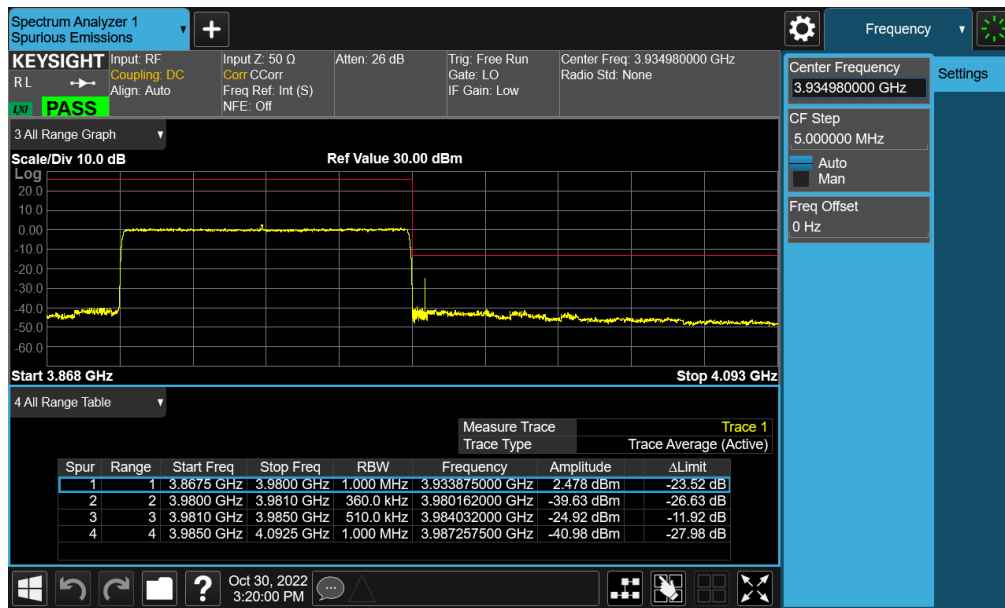 Spectrum Analyzer 1
Spurious Emissions
Frequency
KEYSIGHT
R L
LXI
PASS
Input: RF
Coupling: DC
Align: Auto
Input Z: 50 Ω
Corr CCorr
Freq Ref: Int (S)
NFE: Off
Atten: 26 dB
Trig: Free Run
Gate: LO
IF Gain: Low
Center Freq: 3.934980000 GHz
Radio Std: None
Center Frequency
3.934980000 GHz
Settings
CF Step
5.000000 MHz
Auto
Man
Freq Offset
0 Hz
3 All Range Graph
Scale/Div 10.0 dB
Ref Value 30.00 dBm
Log
20.0
10.0
0.00
-10.0
-20.0
-30.0
-40.0
-50.0
-60.0
Start 3.868 GHz
Stop 4.093 GHz
4 All Range Table
Measure Trace Trace 1
Trace Type Trace Average (Active)
Spur Range Start Freq Stop Freq RBW Frequency Amplitude ΔLimit
1 1 3.8675 GHz 3.9800 GHz 1.000 MHz 3.933875000 GHz 2.478 dBm -23.52 dB
2 2 3.9800 GHz 3.9810 GHz 360.0 kHz 3.980162000 GHz -39.63 dBm -26.63 dB
3 3 3.9810 GHz 3.9850 GHz 510.0 kHz 3.984032000 GHz -24.92 dBm -11.92 dB
4 4 3.9850 GHz 4.0925 GHz 1.000 MHz 3.987257500 GHz -40.98 dBm -27.98 dB
Oct 30, 2022
3:20:00 PM